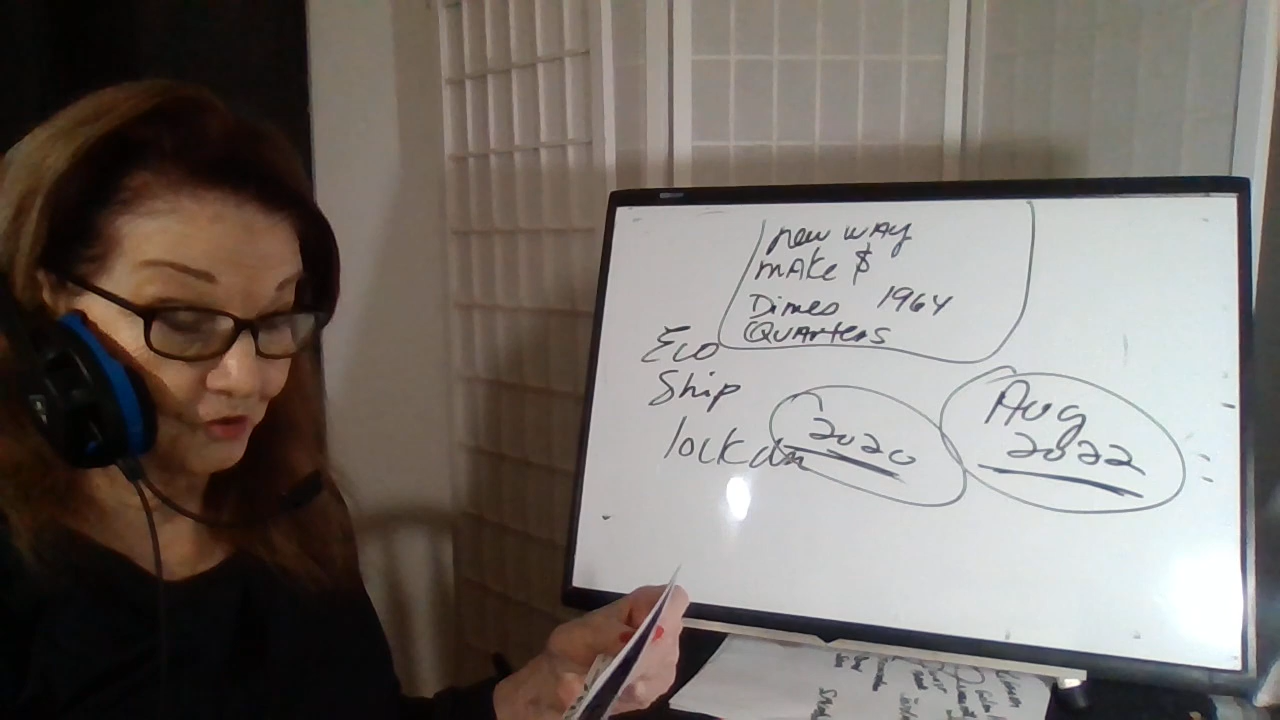 new way
make $
Dimes 1964
Quarters
Eco
Ship
lockdn
2020
Aug
2022